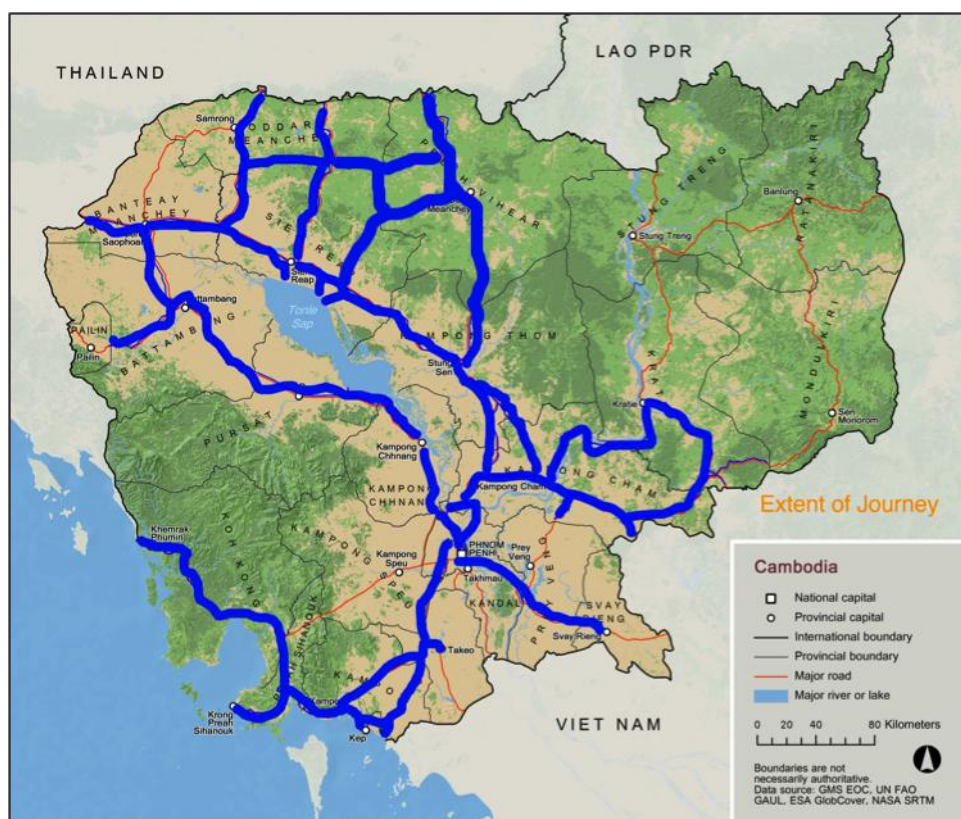 LAO PDR
THAILAND
Samrong
ODDAR
MEANCHEY
PREAH VIHEAR
STUNG TRENG
RATANAKIRI
Banlung
Meanchey
BANTEAY
MEANCHEY
Stung Treng
SIEM REAP
Reap
Tonle
Sap
PAILIN
Pailin
BATTAMBANG
Stung
Sen
KRATIE
MONDULKIRI
Kratie
Sen
Monorom
PURSAT
Kampong
Chhnang
KAMPONG CHAM
Kampong Cham
Extent of Journey
KAMPONG
CHHNAN
Khemrak
Phumin
KOH KONG
KAMPONG SPEU
Kampong
Speu
PHNOM
PENH
Takhmau
Prey
Veng
PREY VENG
KANDAL
SVAY
RIENG
Svay Rieng
Takeo
Krong
Preah
Sihanouk
Kep
VIET NAM
Cambodia
National capital
Provincial capital
International boundary
Provincial boundary
Major road
Major river or lake
0 20 40 80 Kilometers
Boundaries are not
necessarily authoritative.
Data source: GMS EOC, UN FAO
GAUL, ESA GlobCover, NASA SRTM